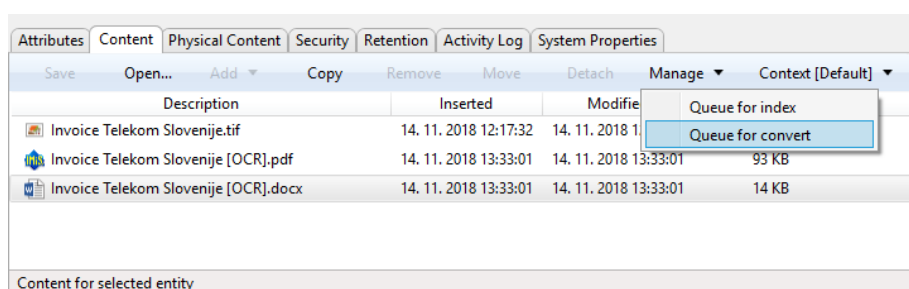 Attributes Content Physical Content Security Retention Activity Log System Properties
Save Open... Add Copy Remove Move Detach Manage Context [Default]
Description Inserted Modifie
Queue for index
Invoice Telekom Slovenije.tif 14. 11. 2018 12:17:32 14. 11. 2018 1
Queue for convert
Invoice Telekom Slovenije [OCR].pdf 14. 11. 2018 13:33:01 14. 11. 2018 13:33:01 93 KB
Invoice Telekom Slovenije [OCR].docx 14. 11. 2018 13:33:01 14. 11. 2018 13:33:01 14 KB
Content for selected entity